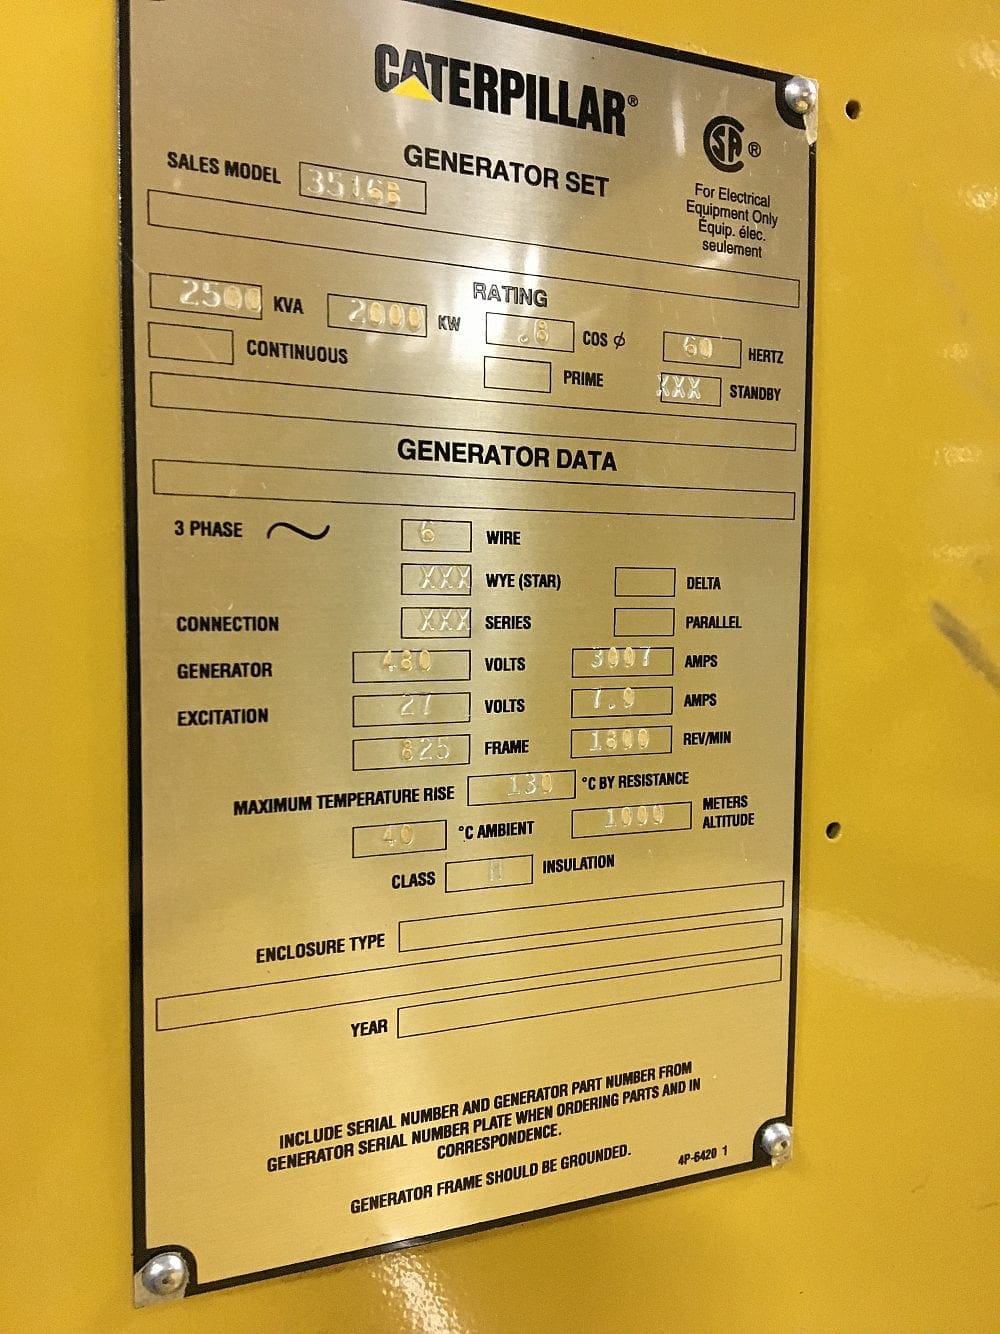 CATERPILLAR®
GENERATOR SET
SA ®
For Electrical
Equipment Only
Équip. élec.
seulement
SALES MODEL 3516B
RATING
2500 KVA 2000 KW .8 COS ϕ 60 HERTZ
CONTINUOUS PRIME XXX STANDBY
GENERATOR DATA
3 PHASE 6 WIRE
XXX WYE (STAR) DELTA
CONNECTION XXX SERIES PARALLEL
GENERATOR 480 VOLTS 3007 AMPS
EXCITATION 27 VOLTS 7.9 AMPS
825 FRAME 1800 REV/MIN
MAXIMUM TEMPERATURE RISE 130 °C BY RESISTANCE
40 °C AMBIENT 1000 METERS
ALTITUDE
CLASS H INSULATION
ENCLOSURE TYPE
YEAR
INCLUDE SERIAL NUMBER AND GENERATOR PART NUMBER FROM
GENERATOR SERIAL NUMBER PLATE WHEN ORDERING PARTS AND IN
CORRESPONDENCE.
GENERATOR FRAME SHOULD BE GROUNDED.
4P-6420 1